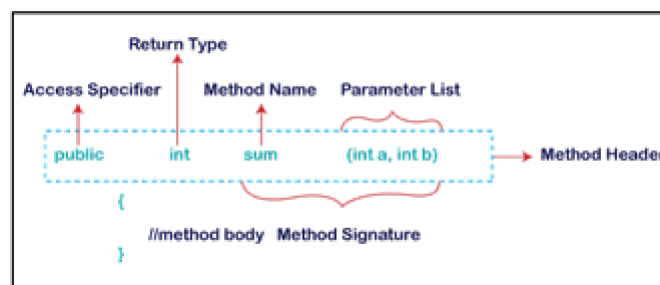 Return Type
Access Specifier Method Name Parameter List
public int sum (int a, int b) Method Header
{
//method body Method Signature
}